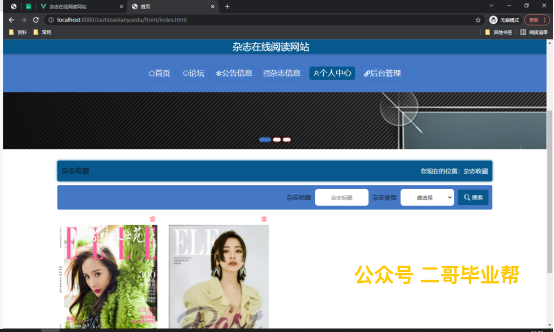 杂志在线阅读网站
首页
localhost:8080/zazhizaixianyuedu/front/index.html
无痕模式
更新
资料
常用
其他书签
阅读清单
杂志在线阅读网站
首页 论坛 公告信息 杂志信息 个人中心 后台管理
杂志收藏
您现在的位置：杂志收藏
杂志标题 杂志标题 杂志类型 请选择 搜索
ELLE
ELLE
公众号 二哥毕业帮